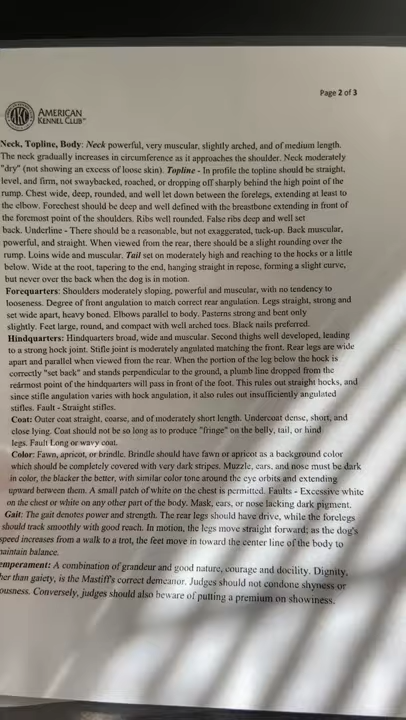 Page 2 of 3
AKC
AMERICAN
KENNEL CLUB
Neck, Topline, Body: Neck powerful, very muscular, slightly arched, and of medium length.
The neck gradually increases in circumference as it approaches the shoulder. Neck moderately
"dry" (not showing an excess of loose skin). Topline - In profile the topline should be straight,
level, and firm, not swaybacked, roached, or dropping off sharply behind the high point of the
rump. Chest wide, deep, rounded, and well let down between the forelegs, extending at least to
the elbow. Forechest should be deep and well defined with the breastbone extending in front of
the foremost point of the shoulders. Ribs well rounded. False ribs deep and well set
back. Underline - There should be a reasonable, but not exaggerated, tuck-up. Back muscular,
powerful, and straight. When viewed from the rear, there should be a slight rounding over the
rump. Loins wide and muscular. Tail set on moderately high and reaching to the hocks or a little
below. Wide at the root, tapering to the end, hanging straight in repose, forming a slight curve,
but never over the back when the dog is in motion.
Forequarters: Shoulders moderately sloping, powerful and muscular, with no tendency to
looseness. Degree of front angulation to match correct rear angulation. Legs straight, strong and
set wide apart, heavy boned. Elbows parallel to body. Pasterns strong and bent only
slightly. Feet large, round, and compact with well arched toes. Black nails preferred.
Hindquarters: Hindquarters broad, wide and muscular. Second thighs well developed, leading
to a strong hock joint. Stifle joint is moderately angulated matching the front. Rear legs are wide
apart and parallel when viewed from the rear. When the portion of the leg below the hock is
correctly "set back" and stands perpendicular to the ground, a plumb line dropped from the
rearmost point of the hindquarters will pass in front of the foot. This rules out straight hocks, and
since stifle angulation varies with hock angulation, it also rules out insufficiently angulated
stifles. Fault - Straight stifles.
Coat: Outer coat straight, coarse, and of moderately short length. Undercoat dense, short, and
close lying. Coat should not be so long as to produce "fringe" on the belly, tail, or hind
legs. Fault Long or wavy coat.
Color: Fawn, apricot, or brindle. Brindle should have fawn or apricot as a background color
which should be completely covered with very dark stripes. Muzzle, ears, and nose must be dark
in color, the blacker the better, with similar color tone around the eye orbits and extending
upward between them. A small patch of white on the chest is permitted. Faults - Excessive white
on the chest or white on any other part of the body. Mask, ears, or nose lacking dark pigment.
Gait: The gait denotes power and strength. The rear legs should have drive, while the forelegs
should track smoothly with good reach. In motion, the legs move straight forward; as the dog's
speed increases from a walk to a trot, the feet move in toward the center line of the body to
maintain balance.
emperament: A combination of grandeur and good nature, courage and docility. Dignity,
her than gaiety, is the Mastiff's correct demeanor. Judges should not condone shyness or
ousness. Conversely, judges should also beware of putting a premium on showiness.